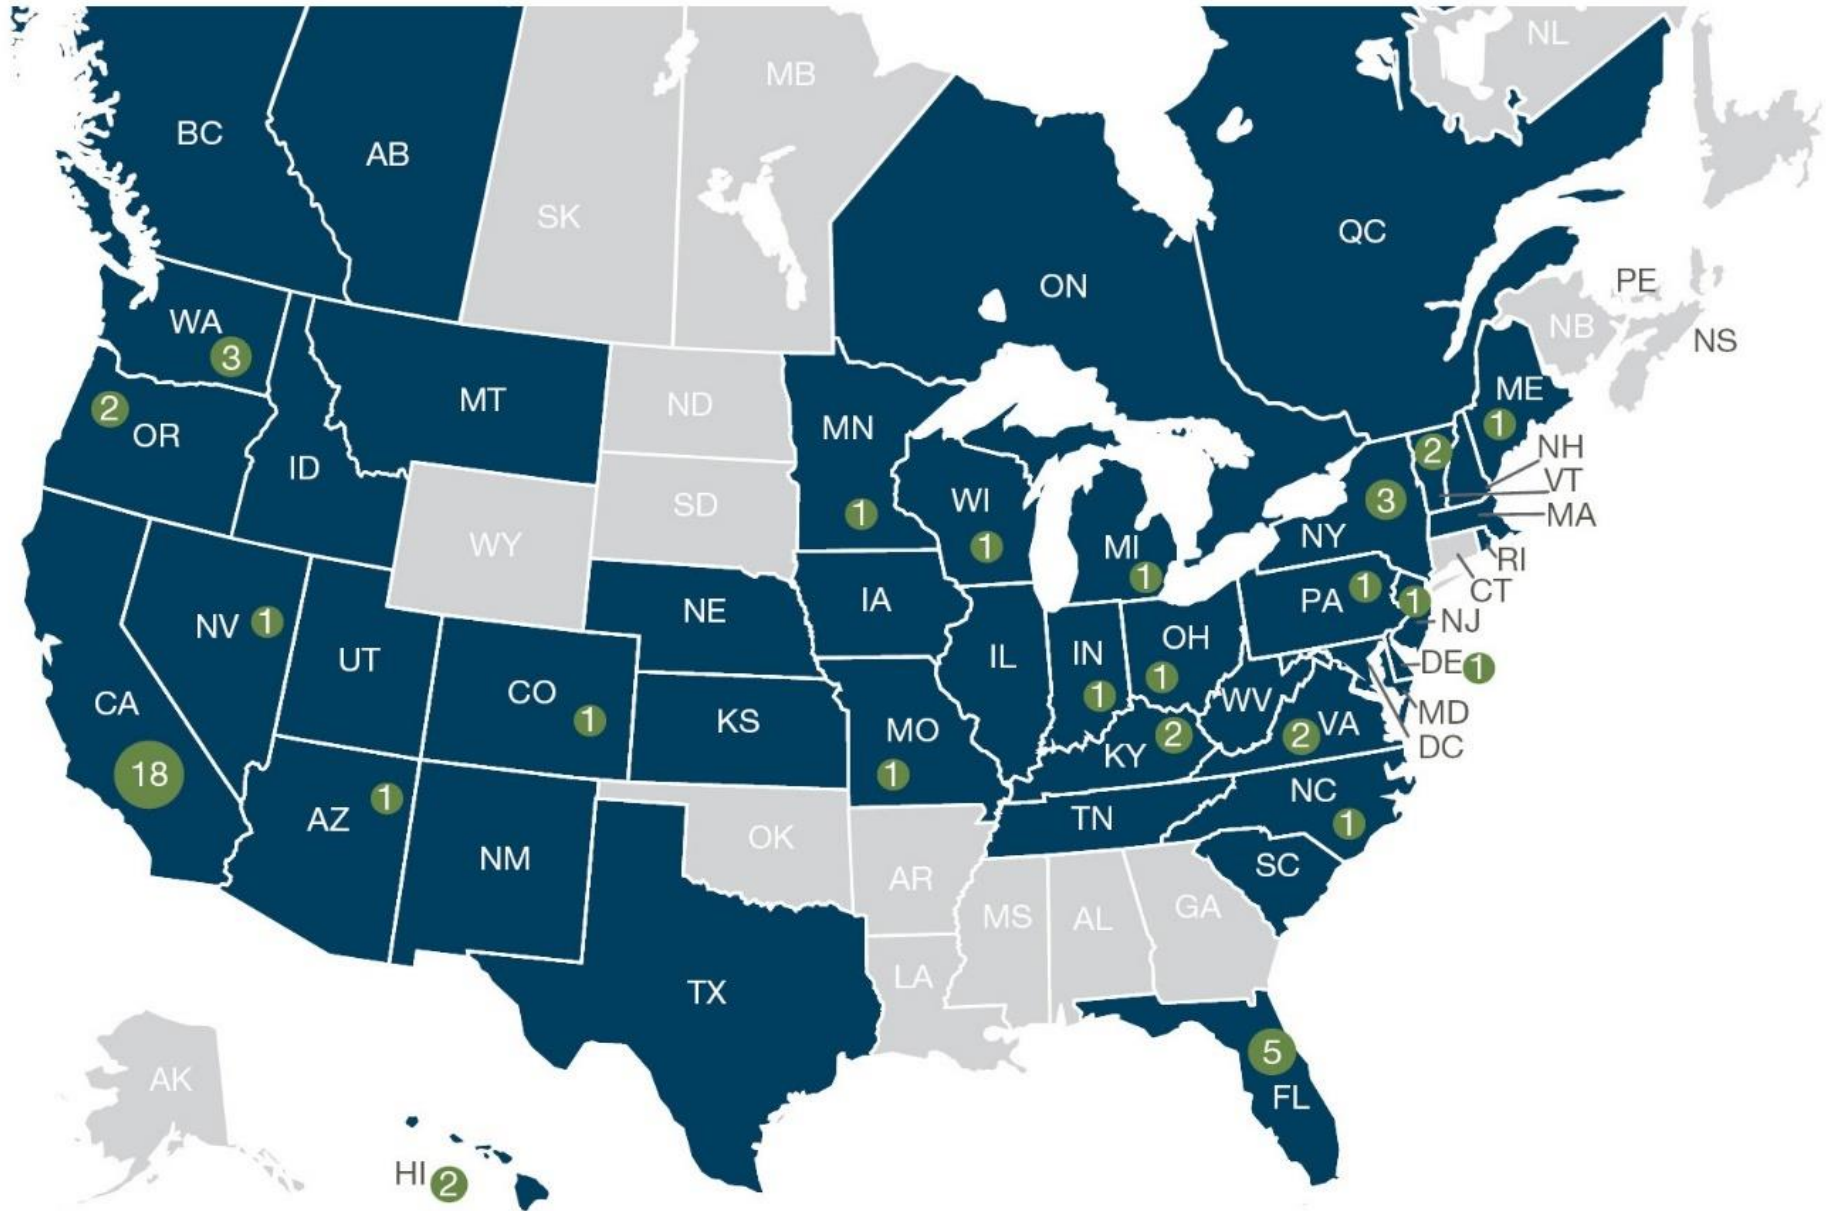 NL
MB
BC
AB
SK
QC
ON
PE
NB
NS
WA
3
MT
ND
ME
1
2
OR
MN
2
NH
ID
VT
SD
WI
3
1
MA
NY
WY
1
MI
1
RI
CT
PA
1
1
NJ
NE
IA
NV
1
OH
IN
IL
UT
1
DE
1
1
CO
1
WV
MD
CA
KS
MO
VA
2
2
DC
KY
18
1
NC
1
AZ
1
TN
OK
NM
SC
AR
GA
MS
AL
LA
TX
5
FL
AK
HI
2